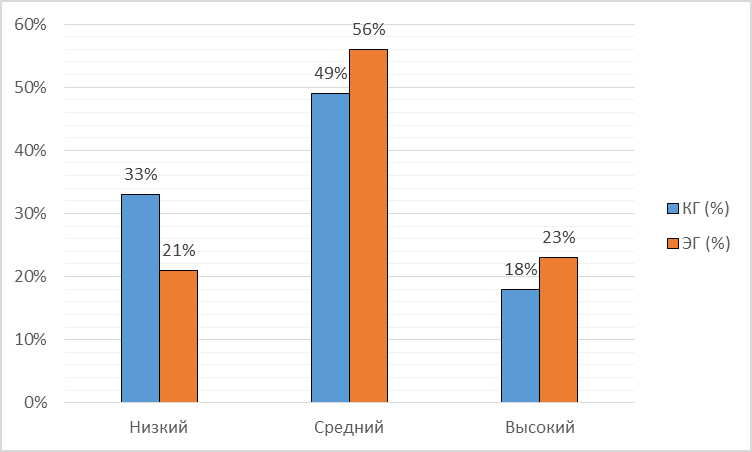 60%
50%
40%
30%
20%
10%
0%
33%
21%
49%
56%
18%
23%
Низкий
Средний
Высокий
КГ (%)
ЭГ (%)